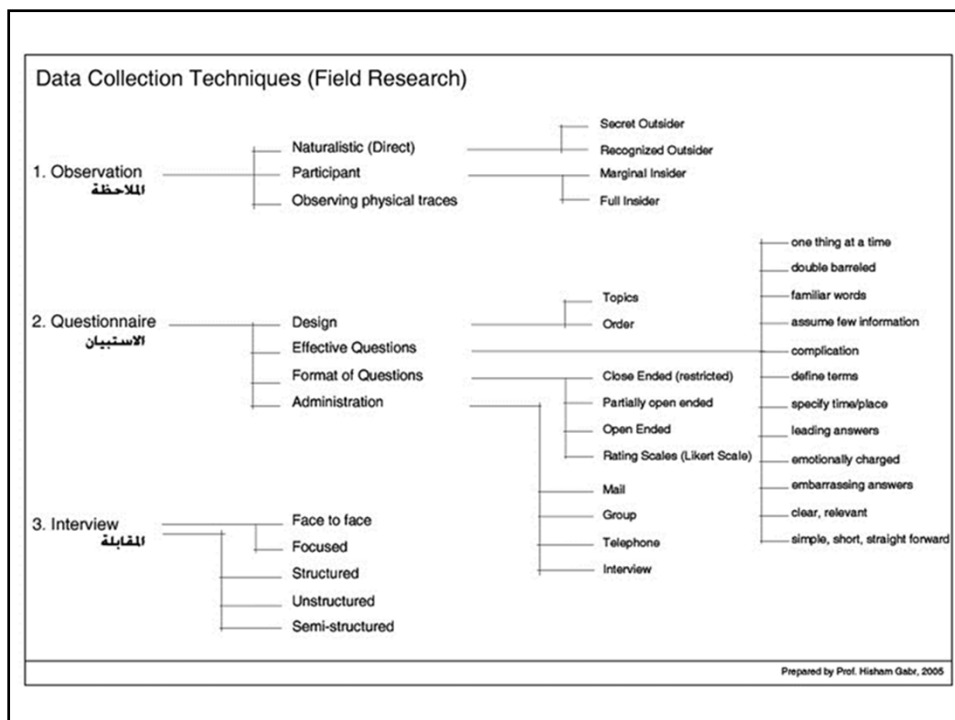 Data Collection Techniques (Field Research)
1. Observation
الملاحظة
Naturalistic (Direct)
Participant
Observing physical traces
Secret Outsider
Recognized Outsider
Marginal Insider
Full Insider
2. Questionnaire
الاستبيان
Design
Effective Questions
Format of Questions
Administration
Topics
Order
Close Ended (restricted)
Partially open ended
Open Ended
Rating Scales (Likert Scale)
Mail
Group
Telephone
Interview
one thing at a time
double barreled
familiar words
assume few information
complication
define terms
specify time/place
leading answers
emotionally charged
embarrassing answers
clear, relevant
simple, short, straight forward
3. Interview
المقابلة
Face to face
Focused
Structured
Unstructured
Semi-structured
Prepared by Prof. Hisham Gabr, 2005